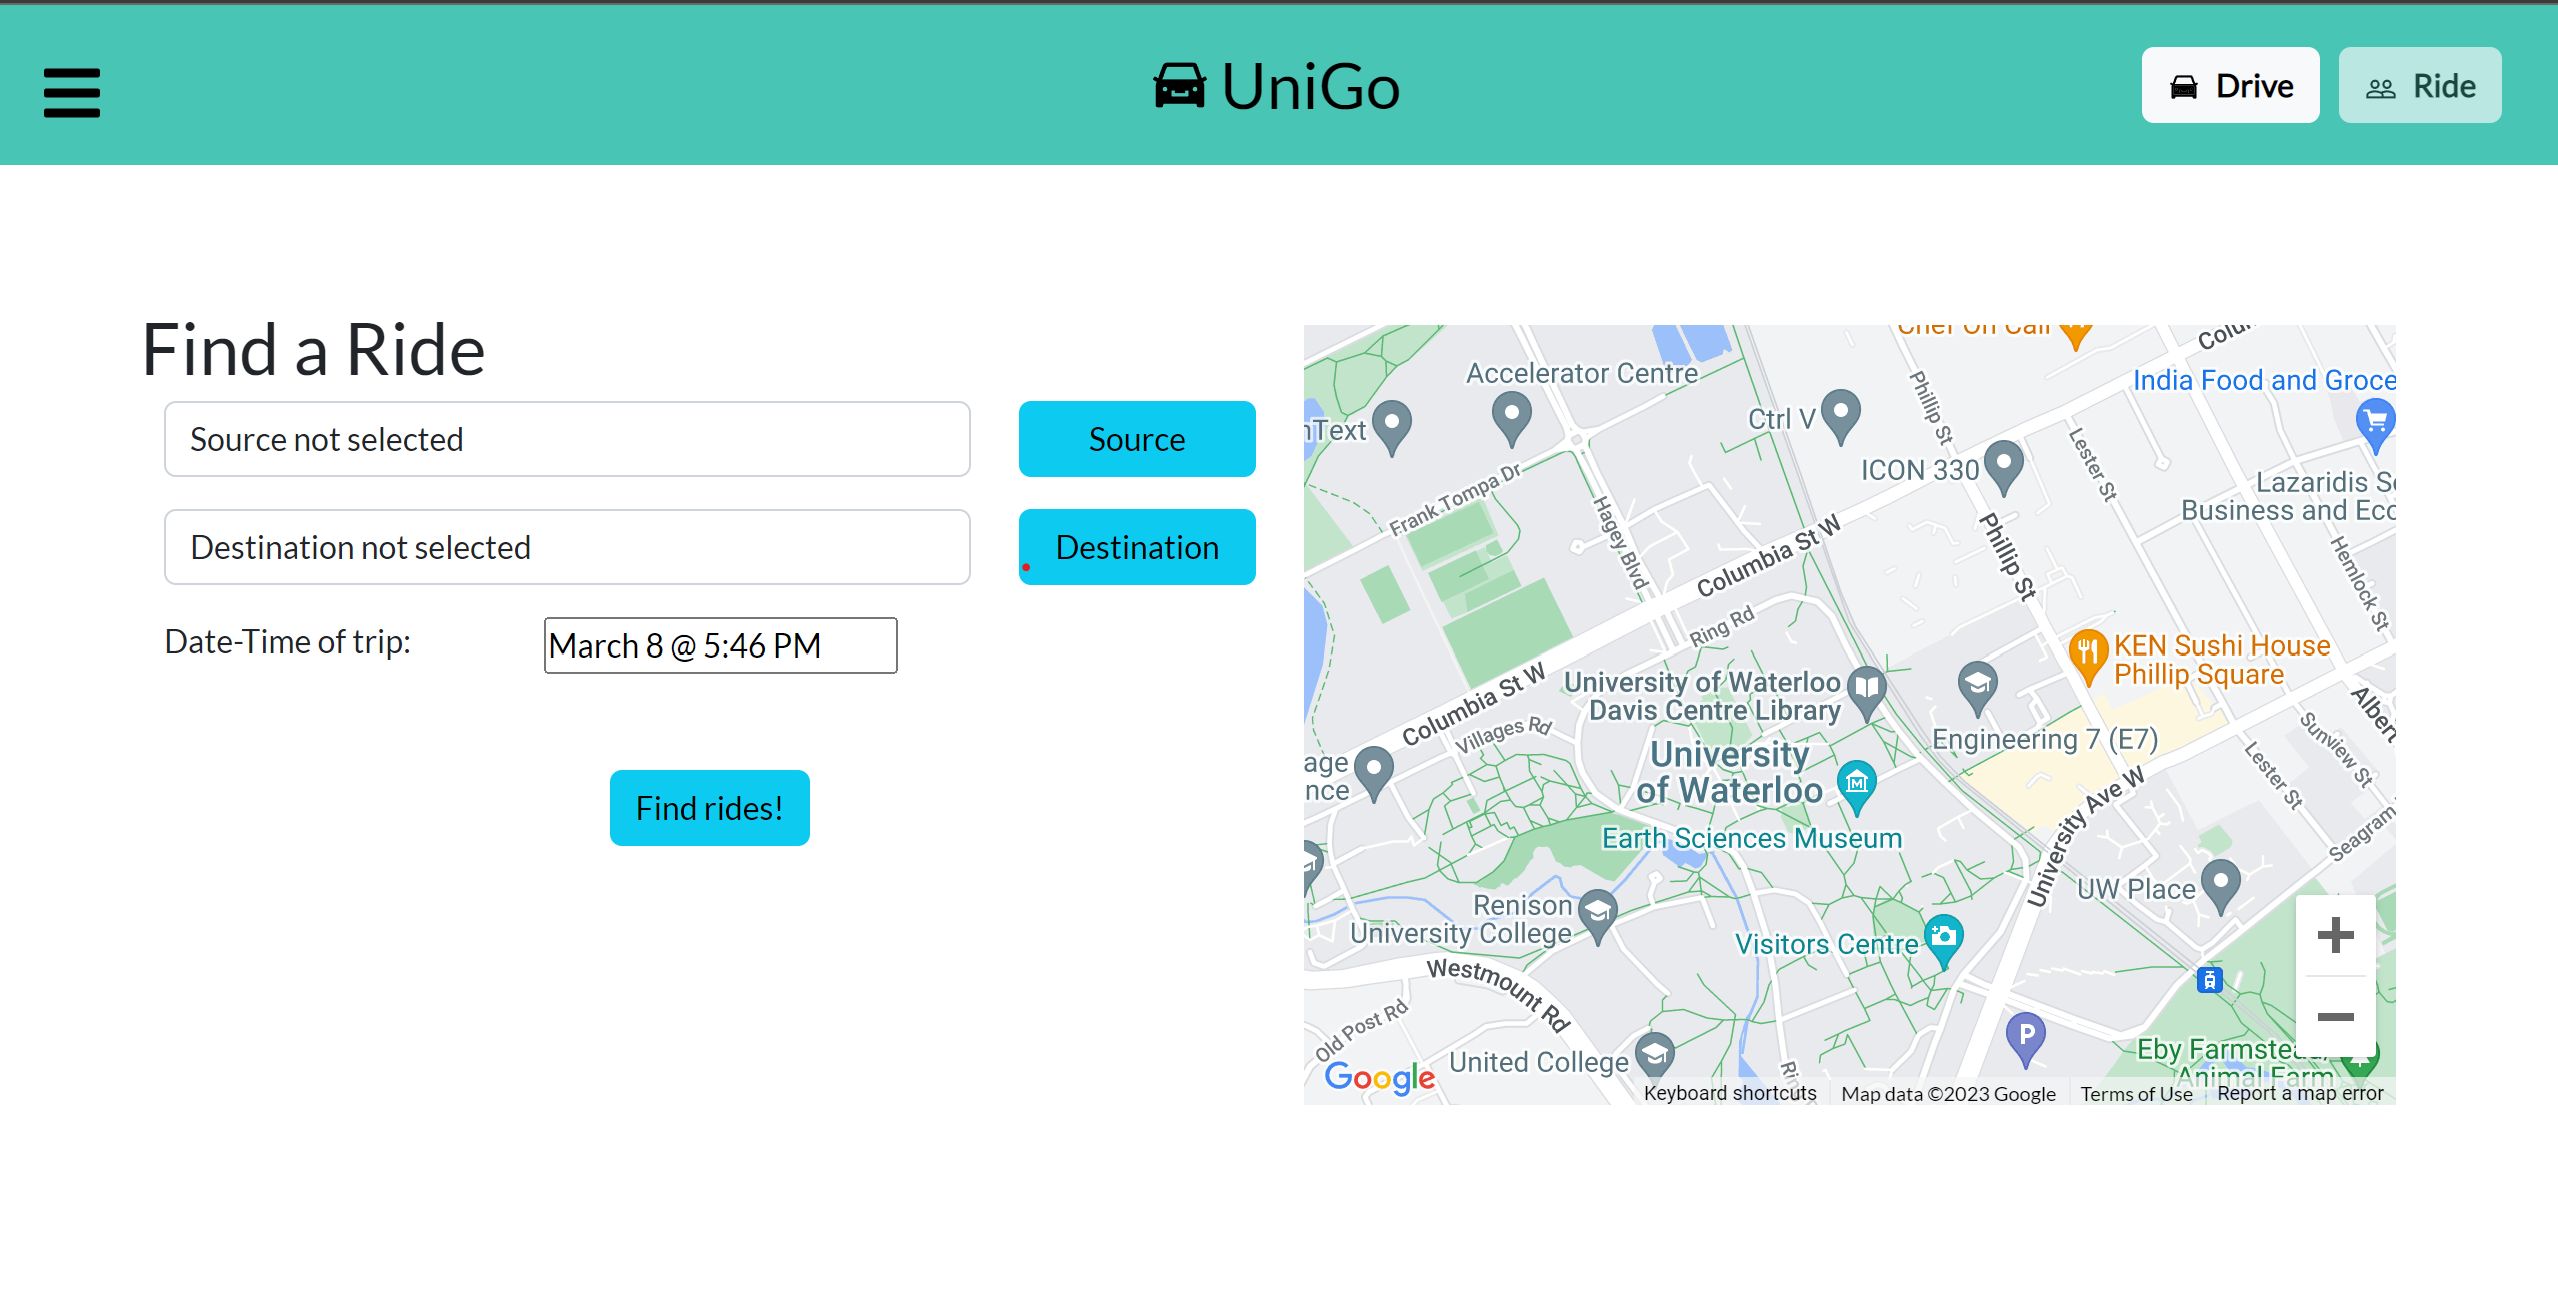 UniGo
Drive
Ride
Find a Ride
Source not selected
Source
Destination not selected
Destination
Date-Time of trip:
March 8 @ 5:46 PM
Find rides!
Chef On Call
Accelerator Centre
India Food and Groce
nText
Ctrl V
Phillip St
ICON 330
Lester St
Frank Tompa Dr
Hagey Blvd
Business and Eco
Columbia St W
Phillip St
Hemlock St
Ring Rd
KEN Sushi House
Phillip Square
University of Waterloo
Davis Centre Library
Columbia St W
Villages Rd
Albert
Engineering 7 (E7)
Sunview St
Lester St
University
of Waterloo
age
nce
University Ave W
Earth Sciences Museum
Seagram
UW Place
Renison
University College
Visitors Centre
Westmount Rd
Old Post Rd
P
United College
Eby Farmstead
Animal Farm
Google
Keyboard shortcuts
Map data ©2023 Google
Terms of Use
Report a map error